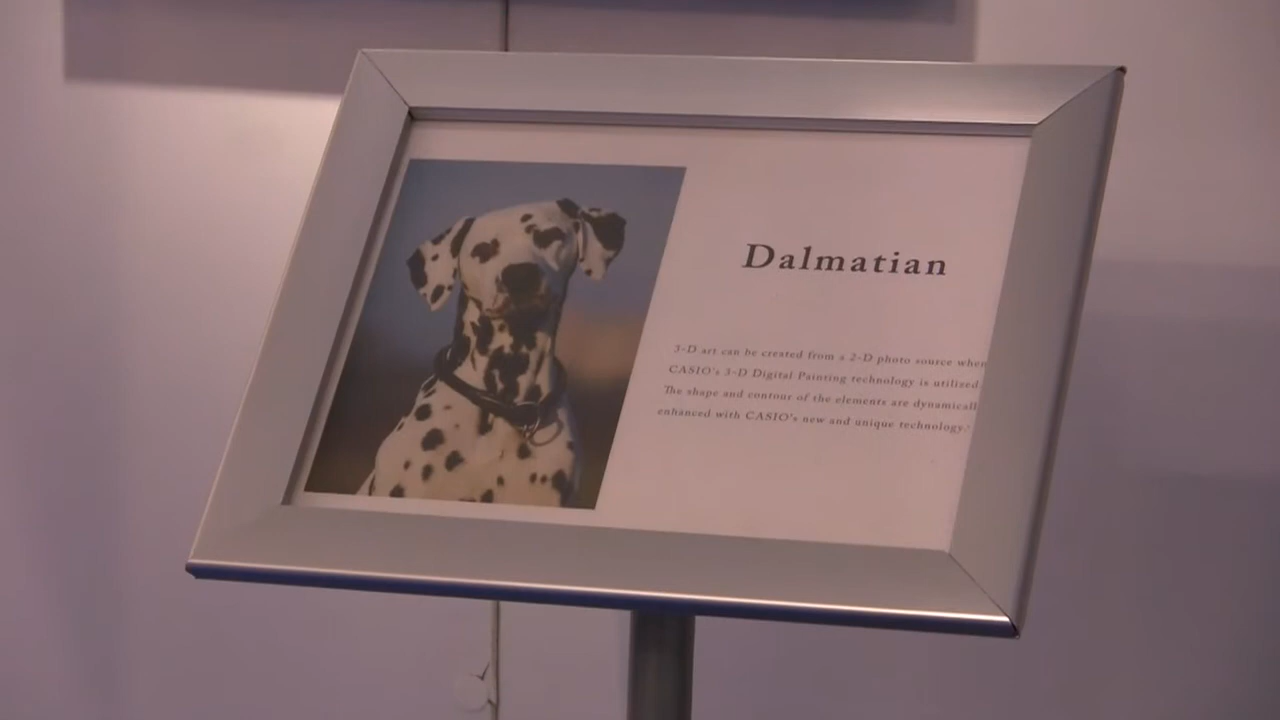 Dalmatian
3-D art can be created from a 2-D photo source when
CASIO's 3-D Digital Painting technology is utilized.
The shape and contour of the elements are dynamicall
enhanced with CASIO's new and unique technology.